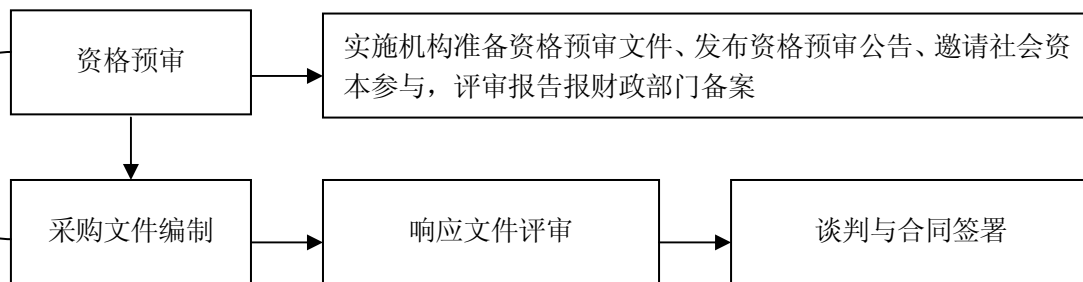 资格预审
实施机构准备资格预审文件、发布资格预审公告、邀请社会资
本参与，评审报告报财政部门备案
采购文件编制
响应文件评审
谈判与合同签署